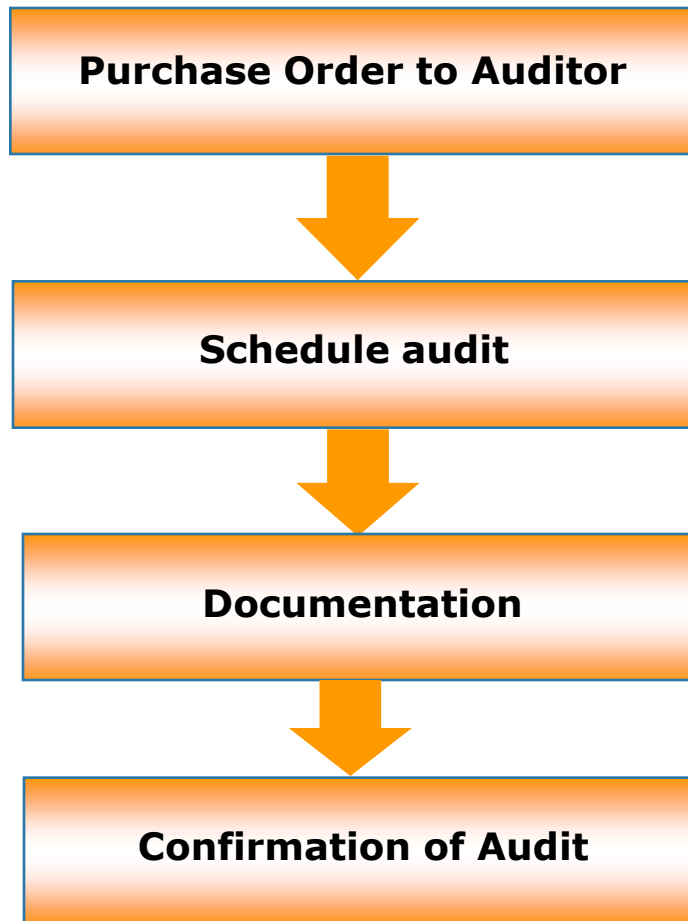 Purchase Order to Auditor
Schedule audit
Documentation
Confirmation of Audit